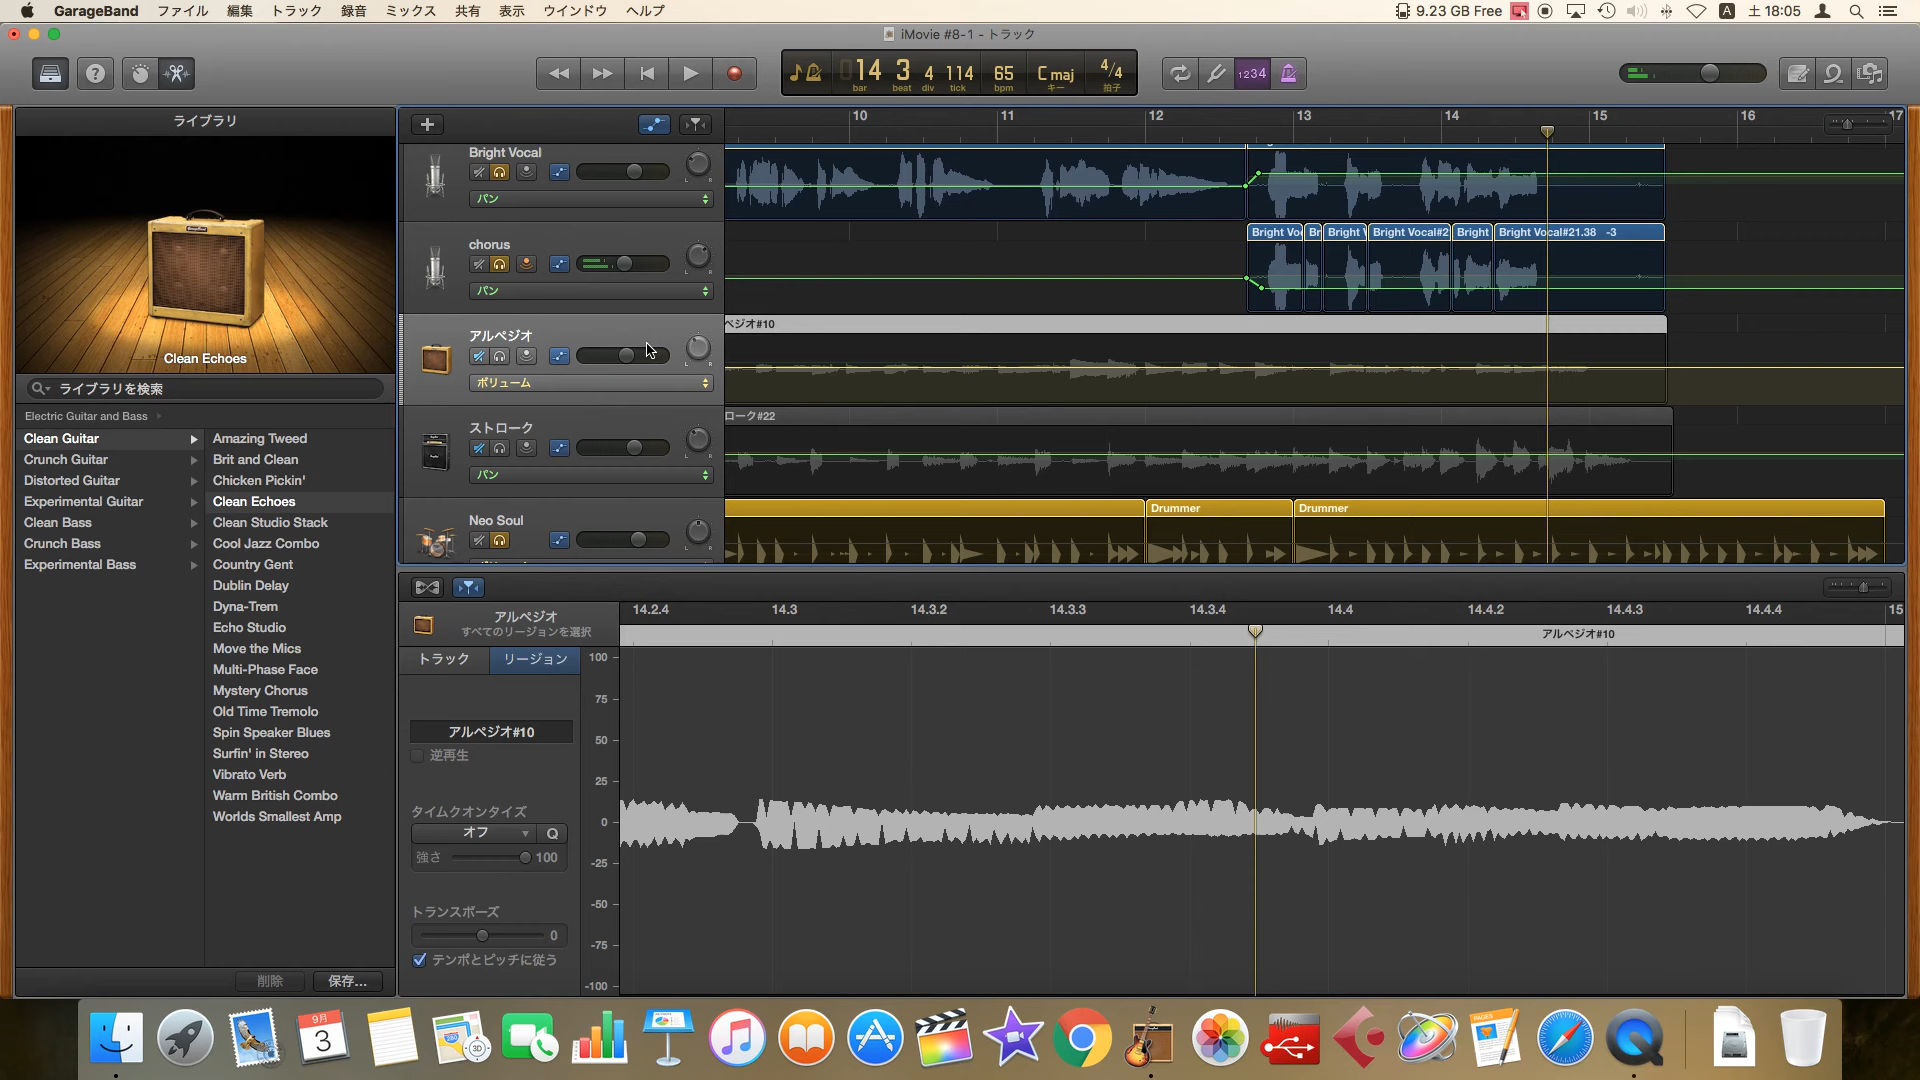 GarageBand ファイル 編集 トラック 録音 ミックス 共有 表示 ウインドウ ヘルプ
9.23 GB Free A 土 18:05
iMovie #8-1 - トラック
14 3 4 114 65 C maj 4/4
bar beat div tick bpm キー 拍子
1234
ライブラリ
10 11 12 13 14 15 16 17
Bright Vocal
パン
chorus
パン
Bright Vo Br Bright V Bright Vocal#2 Bright Bright Vocal#21.38 -3
アルペジオ
ボリューム
ペジオ#10
ストローク
パン
ローク#22
Neo Soul
Drummer Drummer
Clean Echoes
ライブラリを検索
Electric Guitar and Bass
Clean Guitar
Crunch Guitar
Distorted Guitar
Experimental Guitar
Clean Bass
Crunch Bass
Experimental Bass
Amazing Tweed
Brit and Clean
Chicken Pickin'
Clean Echoes
Clean Studio Stack
Cool Jazz Combo
Country Gent
Dublin Delay
Dyna-Trem
Echo Studio
Move the Mics
Multi-Phase Face
Mystery Chorus
Old Time Tremolo
Spin Speaker Blues
Surfin' in Stereo
Vibrato Verb
Warm British Combo
Worlds Smallest Amp
削除 保存...
アルペジオ
すべてのリージョンを選択
14.2.4 14.3 14.3.2 14.3.3 14.3.4 14.4 14.4.2 14.4.3 14.4.4 15
アルペジオ#10
トラック リージョン
アルペジオ#10
逆再生
タイムクオンタイズ
オフ Q
強さ 100
トランスポーズ
0
テンポとピッチに従う
100
75
50
25
0
-25
-50
-75
-100
9月
3
280
3D
PAGES